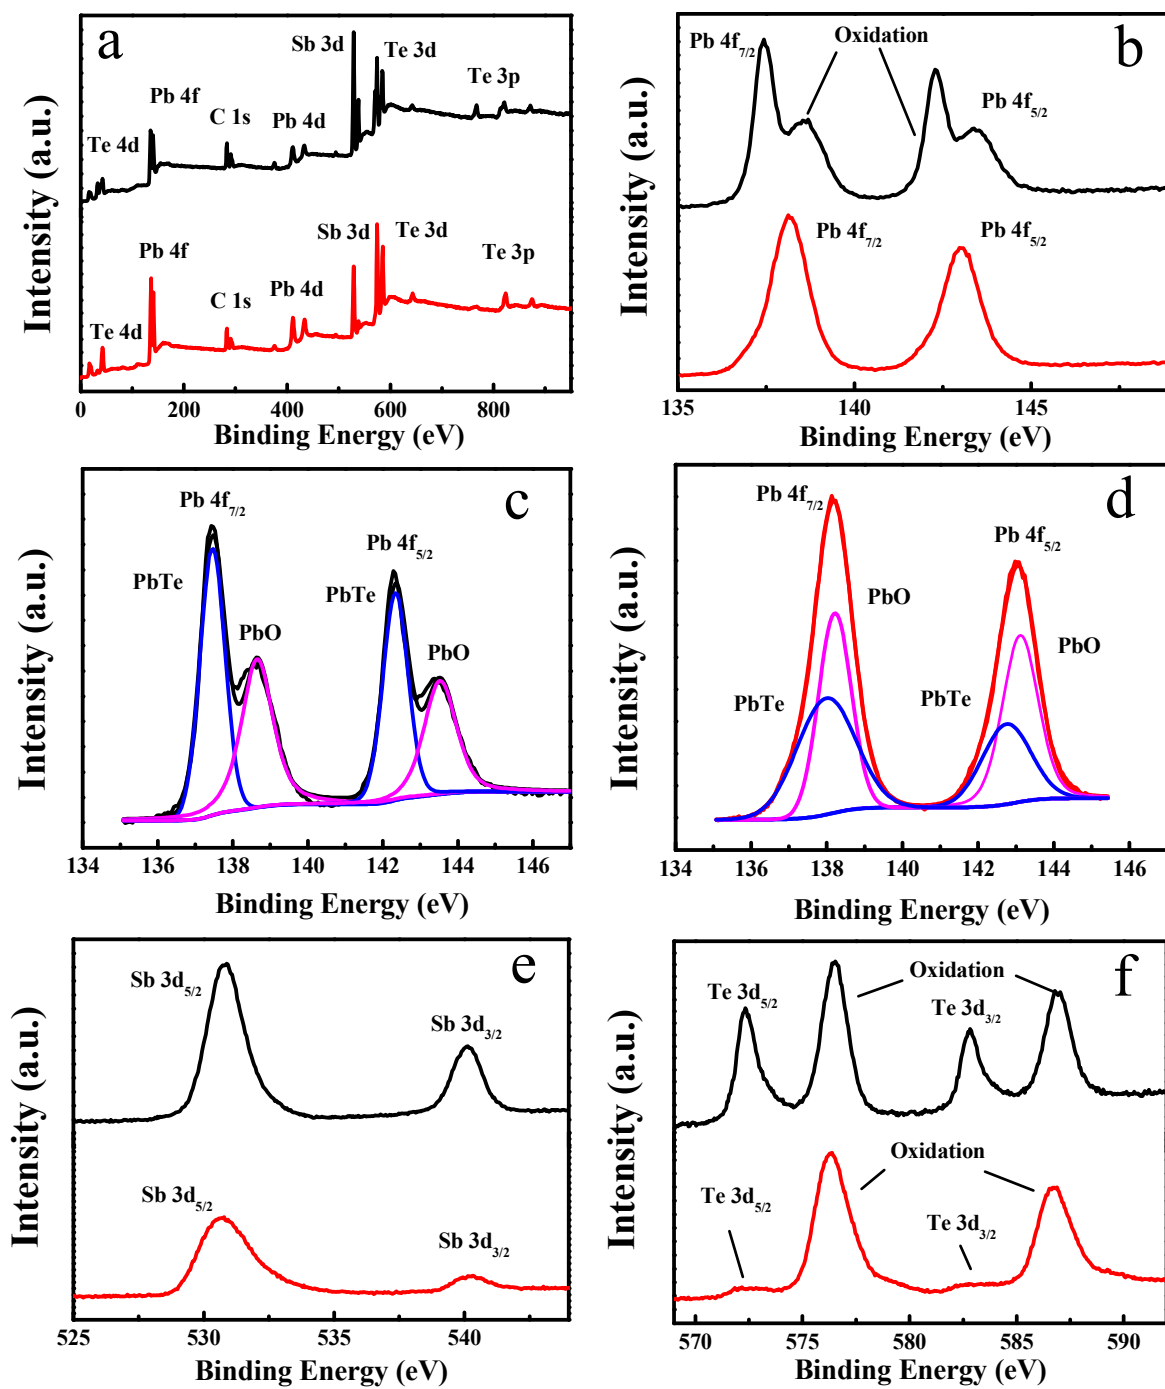 a
Sb 3d
Te 3d
Te 3p
Pb 4f
C 1s
Pb 4d
Te 4d
Sb 3d
Te 3d
Te 3p
Pb 4f
Pb 4d
C 1s
Te 4d
Intensity (a.u.)
0 200 400 600 800
Binding Energy (eV)
b
Pb 4f7/2
Oxidation
Pb 4f5/2
Pb 4f7/2
Pb 4f5/2
Intensity (a.u.)
135 140 145
Binding Energy (eV)
c
Pb 4f7/2
Pb 4f5/2
PbTe
PbTe
PbO
PbO
Intensity (a.u.)
134 136 138 140 142 144 146
Binding Energy (eV)
d
Pb 4f7/2
Pb 4f5/2
PbO
PbO
PbTe
PbTe
Intensity (a.u.)
134 136 138 140 142 144 146
Binding Energy (eV)
e
Sb 3d5/2
Sb 3d3/2
Sb 3d5/2
Sb 3d3/2
Intensity (a.u.)
525 530 535 540
Binding Energy (eV)
f
Oxidation
Te 3d5/2
Te 3d3/2
Oxidation
Te 3d5/2
Te 3d3/2
Intensity (a.u.)
570 575 580 585 590
Binding Energy (eV)